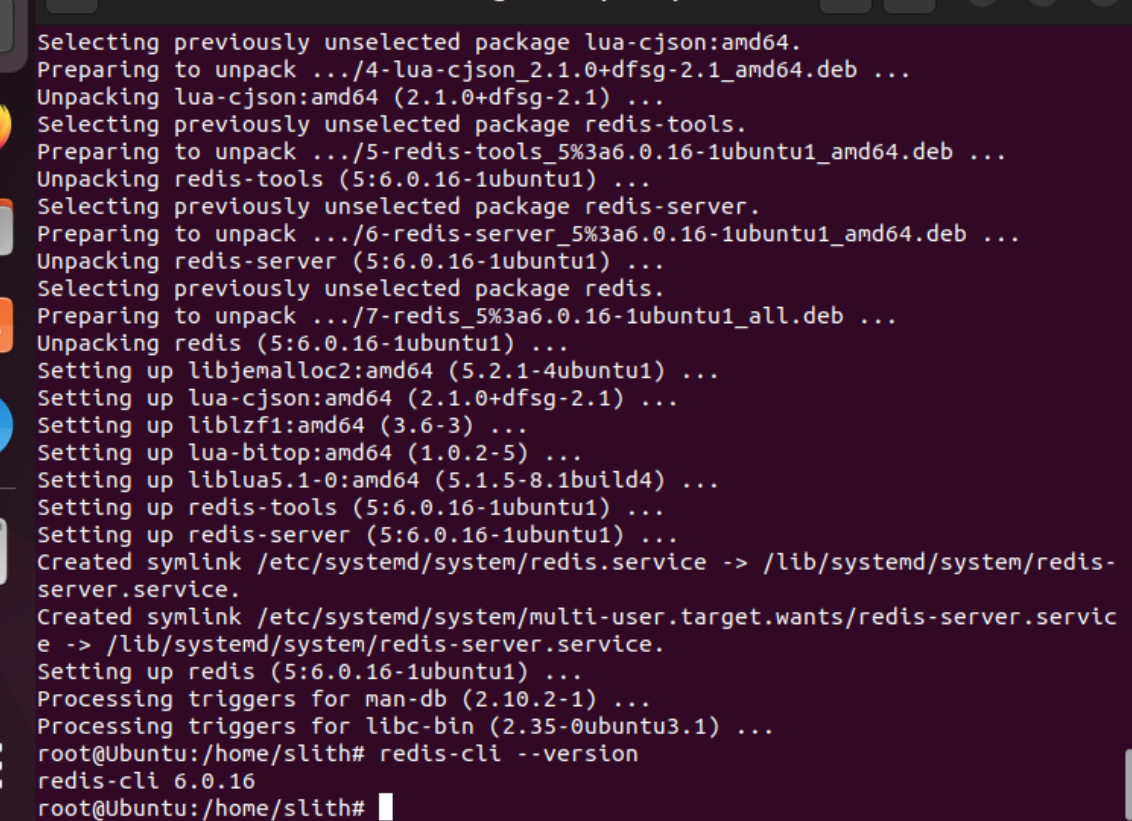 Selecting previously unselected package lua-cjson:amd64.
Preparing to unpack .../4-lua-cjson_2.1.0+dfsg-2.1_amd64.deb ...
Unpacking lua-cjson:amd64 (2.1.0+dfsg-2.1) ...
Selecting previously unselected package redis-tools.
Preparing to unpack .../5-redis-tools_5%3a6.0.16-1ubuntu1_amd64.deb ...
Unpacking redis-tools (5:6.0.16-1ubuntu1) ...
Selecting previously unselected package redis-server.
Preparing to unpack .../6-redis-server_5%3a6.0.16-1ubuntu1_amd64.deb ...
Unpacking redis-server (5:6.0.16-1ubuntu1) ...
Selecting previously unselected package redis.
Preparing to unpack .../7-redis_5%3a6.0.16-1ubuntu1_all.deb ...
Unpacking redis (5:6.0.16-1ubuntu1) ...
Setting up libjemalloc2:amd64 (5.2.1-4ubuntu1) ...
Setting up lua-cjson:amd64 (2.1.0+dfsg-2.1) ...
Setting up liblzf1:amd64 (3.6-3) ...
Setting up lua-bitop:amd64 (1.0.2-5) ...
Setting up liblua5.1-0:amd64 (5.1.5-8.1build4) ...
Setting up redis-tools (5:6.0.16-1ubuntu1) ...
Setting up redis-server (5:6.0.16-1ubuntu1) ...
Created symlink /etc/systemd/system/redis.service -> /lib/systemd/system/redis-
server.service.
Created symlink /etc/systemd/system/multi-user.target.wants/redis-server.servic
e -> /lib/systemd/system/redis-server.service.
Setting up redis (5:6.0.16-1ubuntu1) ...
Processing triggers for man-db (2.10.2-1) ...
Processing triggers for libc-bin (2.35-0ubuntu3.1) ...
root@Ubuntu:/home/slith# redis-cli --version
redis-cli 6.0.16
root@Ubuntu:/home/slith#